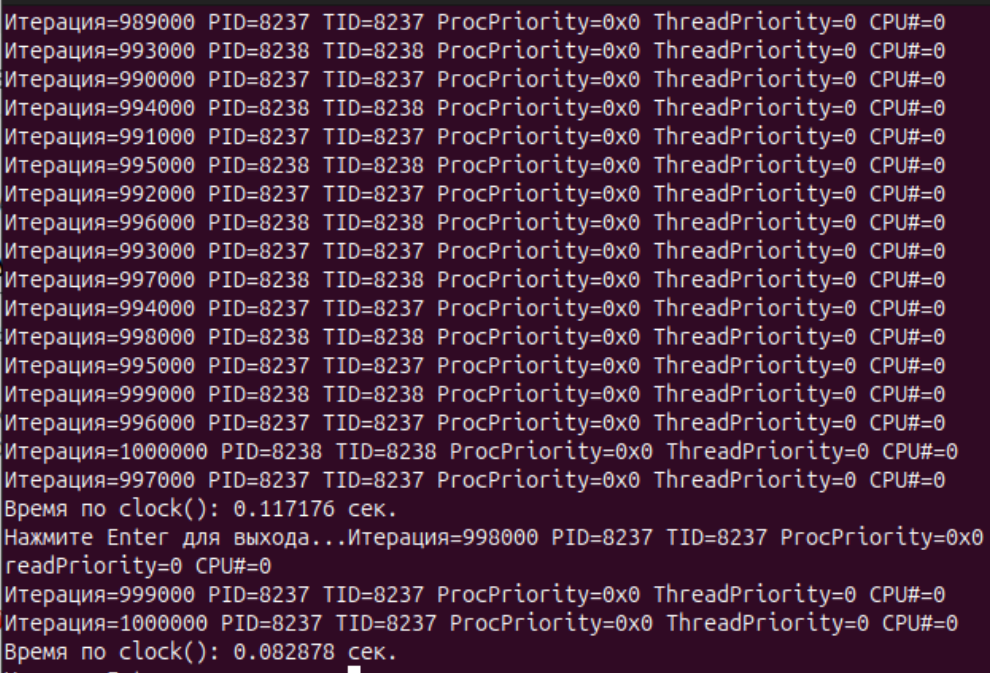 Итерация=989000 PID=8237 TID=8237 ProcPriority=0x0 ThreadPriority=0 CPU#=0
Итерация=993000 PID=8238 TID=8238 ProcPriority=0x0 ThreadPriority=0 CPU#=0
Итерация=990000 PID=8237 TID=8237 ProcPriority=0x0 ThreadPriority=0 CPU#=0
Итерация=994000 PID=8238 TID=8238 ProcPriority=0x0 ThreadPriority=0 CPU#=0
Итерация=991000 PID=8237 TID=8237 ProcPriority=0x0 ThreadPriority=0 CPU#=0
Итерация=995000 PID=8238 TID=8238 ProcPriority=0x0 ThreadPriority=0 CPU#=0
Итерация=992000 PID=8237 TID=8237 ProcPriority=0x0 ThreadPriority=0 CPU#=0
Итерация=996000 PID=8238 TID=8238 ProcPriority=0x0 ThreadPriority=0 CPU#=0
Итерация=993000 PID=8237 TID=8237 ProcPriority=0x0 ThreadPriority=0 CPU#=0
Итерация=997000 PID=8238 TID=8238 ProcPriority=0x0 ThreadPriority=0 CPU#=0
Итерация=994000 PID=8237 TID=8237 ProcPriority=0x0 ThreadPriority=0 CPU#=0
Итерация=998000 PID=8238 TID=8238 ProcPriority=0x0 ThreadPriority=0 CPU#=0
Итерация=995000 PID=8237 TID=8237 ProcPriority=0x0 ThreadPriority=0 CPU#=0
Итерация=999000 PID=8238 TID=8238 ProcPriority=0x0 ThreadPriority=0 CPU#=0
Итерация=996000 PID=8237 TID=8237 ProcPriority=0x0 ThreadPriority=0 CPU#=0
Итерация=1000000 PID=8238 TID=8238 ProcPriority=0x0 ThreadPriority=0 CPU#=0
Итерация=997000 PID=8237 TID=8237 ProcPriority=0x0 ThreadPriority=0 CPU#=0
Время по clock(): 0.117176 сек.
Нажмите Enter для выхода...Итерация=998000 PID=8237 TID=8237 ProcPriority=0x0
readPriority=0 CPU#=0
Итерация=999000 PID=8237 TID=8237 ProcPriority=0x0 ThreadPriority=0 CPU#=0
Итерация=1000000 PID=8237 TID=8237 ProcPriority=0x0 ThreadPriority=0 CPU#=0
Время по clock(): 0.082878 сек.